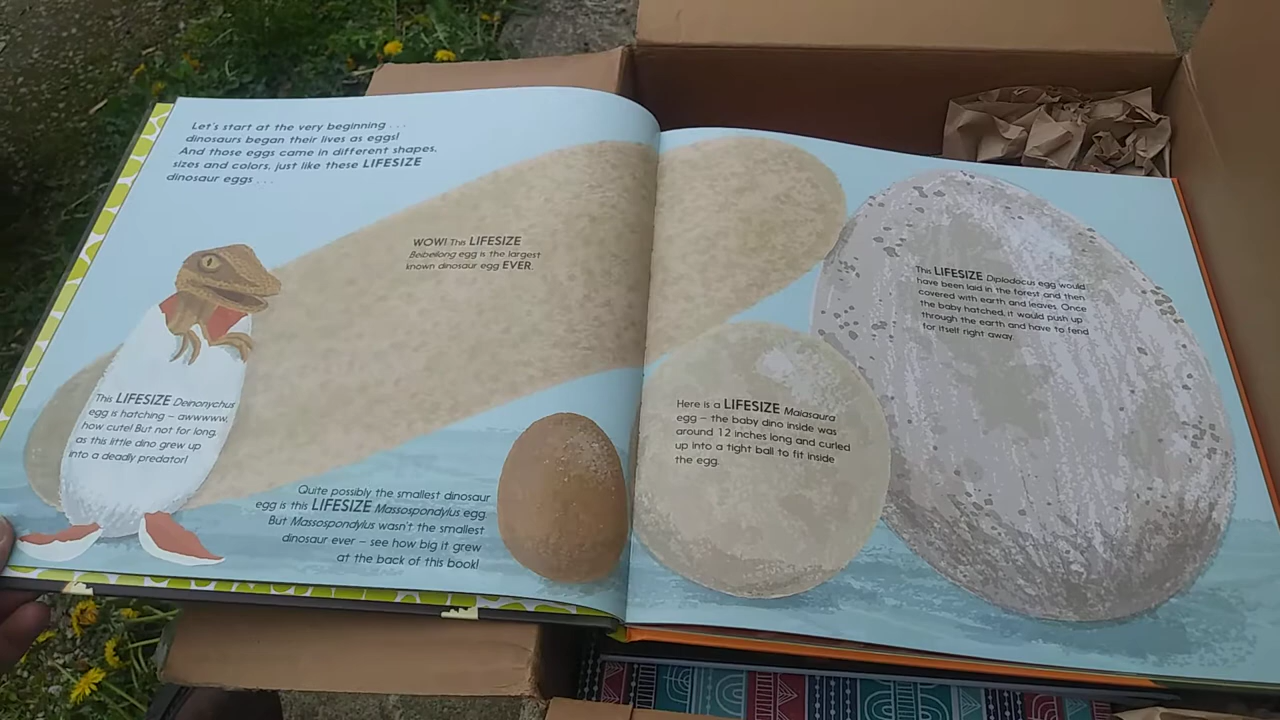 Let's start at the very beginning . . .
dinosaurs began their lives as eggs!
And those eggs came in different shapes,
sizes and colors, just like these LIFESIZE
dinosaur eggs . . .
WOW! This LIFESIZE
Beibeilong egg is the largest
known dinosaur egg EVER.
This LIFESIZE Deinonychus
egg is hatching – awwwww,
how cute! But not for long,
as this little dino grew up
into a deadly predator!
Quite possibly the smallest dinosaur
egg is this LIFESIZE Massospondylus egg.
But Massospondylus wasn't the smallest
dinosaur ever – see how big it grew
at the back of this book!
Here is a LIFESIZE Maiasaura
egg – the baby dino inside was
around 12 inches long and curled
up into a tight ball to fit inside
the egg.
This LIFESIZE Diplodocus egg would
have been laid in the forest and then
covered with earth and leaves. Once
the baby hatched, it would push up
through the earth and have to fend
for itself right away.